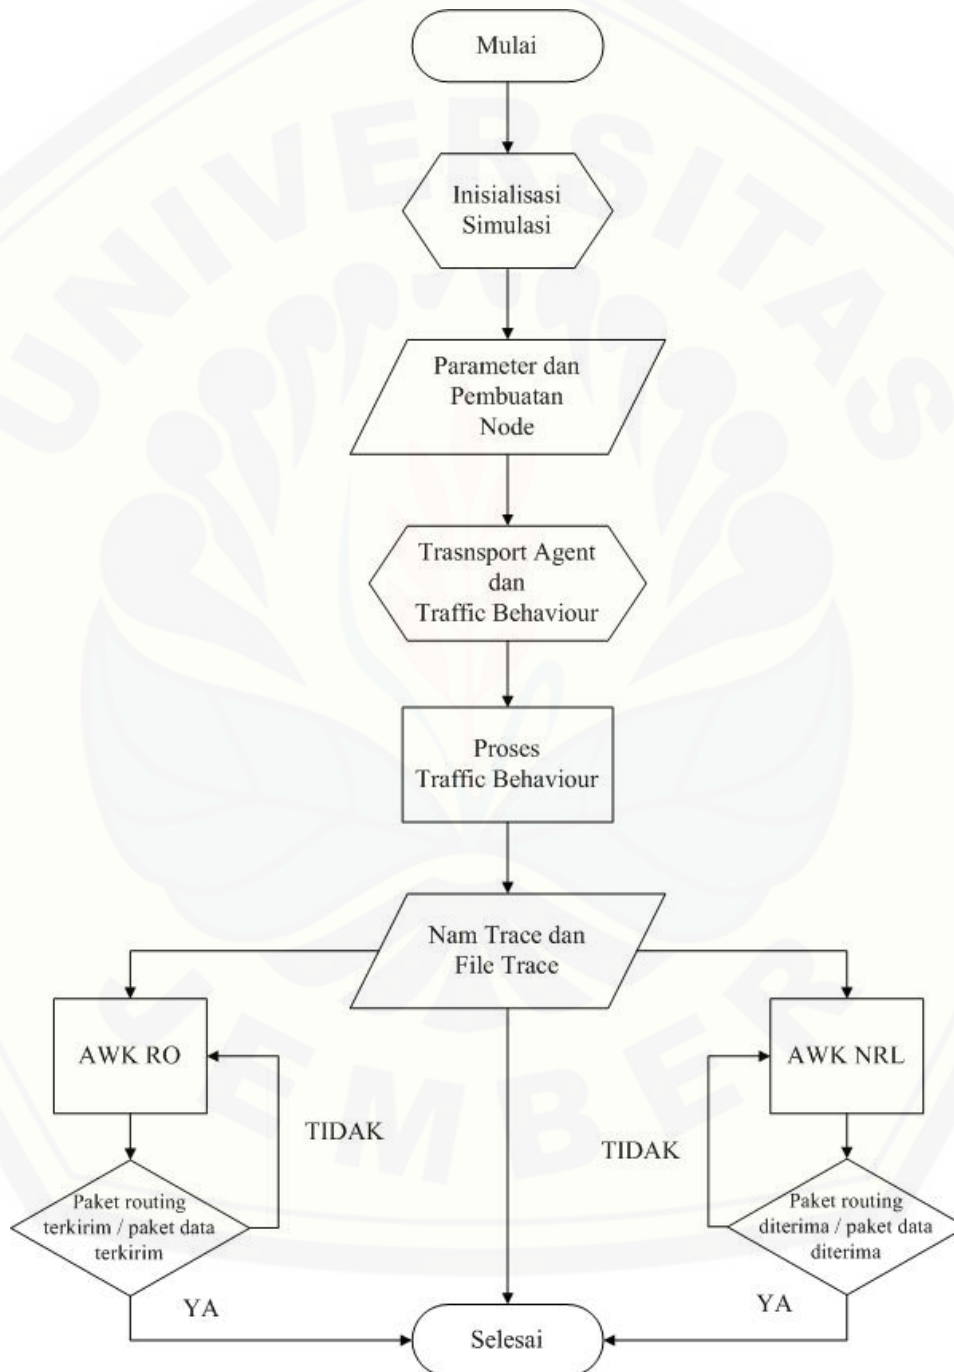 UNIVERSITAS
JEMBER
Mulai
Inisialisasi
Simulasi
Parameter dan
Pembuatan
Node
Trasnsport Agent
dan
Traffic Behaviour
Proses
Traffic Behaviour
Nam Trace dan
File Trace
AWK RO
AWK NRL
TIDAK
TIDAK
Paket routing
terkirim / paket data
terkirim
Paket routing
diterima / paket data
diterima
YA
YA
Selesai